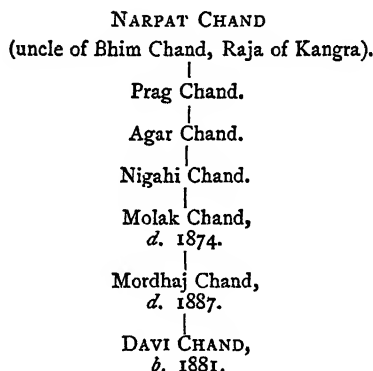 NARPAT CHAND
(uncle of Bhim Chand, Raja of Kangra).
Prag Chand.
Agar Chand.
Nigahi Chand.
Molak Chand,
d. 1874.
Mordhaj Chand,
d. 1887.
DAVI CHAND,
b. 1881.